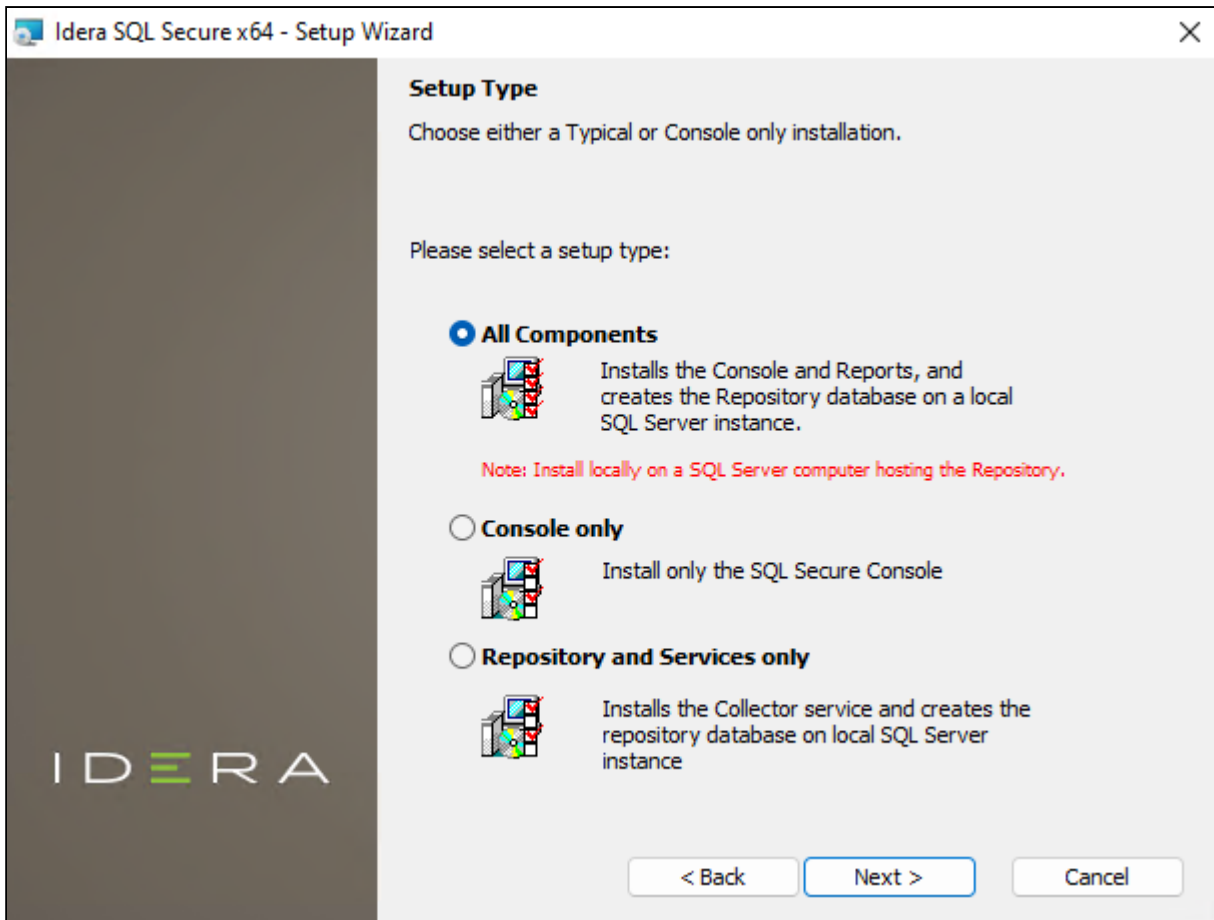 Idera SQL Secure x64 - Setup Wizard
Setup Type
Choose either a Typical or Console only installation.
Please select a setup type:
All Components
Installs the Console and Reports, and
creates the Repository database on a local
SQL Server instance.
Note: Install locally on a SQL Server computer hosting the Repository.
Console only
Install only the SQL Secure Console
Repository and Services only
Installs the Collector service and creates the
repository database on local SQL Server
instance
IDERA
< Back Next > Cancel